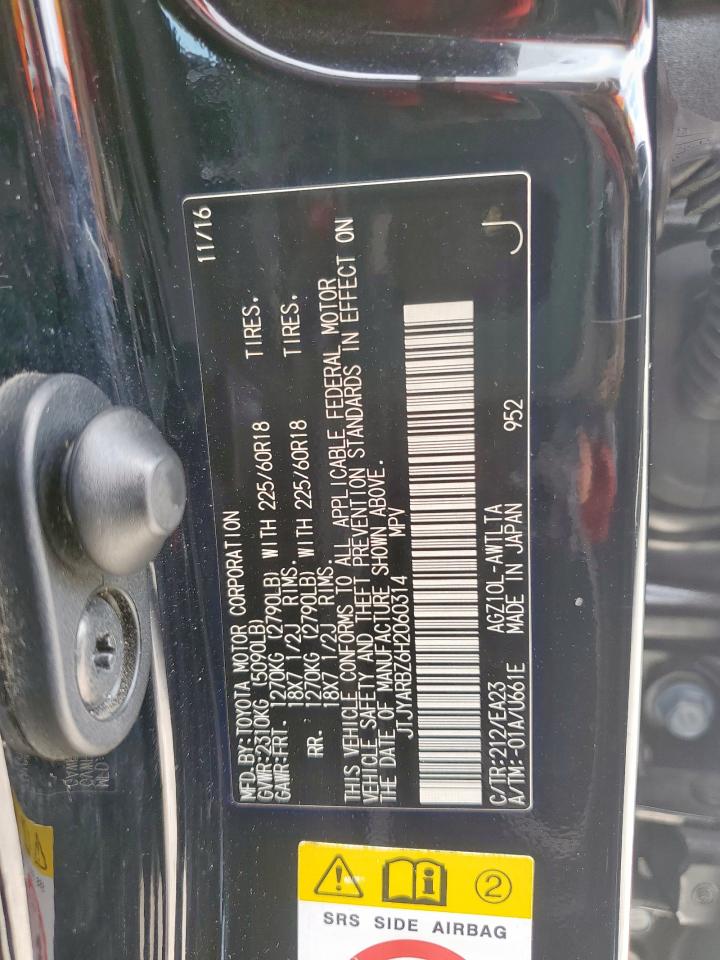 MFD. BY: TOYOTA MOTOR CORPORATION 11/16
GVWR: 2310KG (5090LB)
GAWR: FRT. 1270KG (2790LB) WITH 225/60R18 TIRES.
18X7 1/2J RIMS.
RR. 1270KG (2790LB) WITH 225/60R18 TIRES.
18X7 1/2J RIMS.
THIS VEHICLE CONFORMS TO ALL APPLICABLE FEDERAL MOTOR
VEHICLE SAFETY AND THEFT PREVENTION STANDARDS IN EFFECT ON
THE DATE OF MANUFACTURE SHOWN ABOVE.
JTJYARBZ6H2060314 MPV
C/TR: 212/EA23 AGZ10L-AWTLTA 952
A/TM: -01A/U661E MADE IN JAPAN
J
2
SRS SIDE AIRBAG